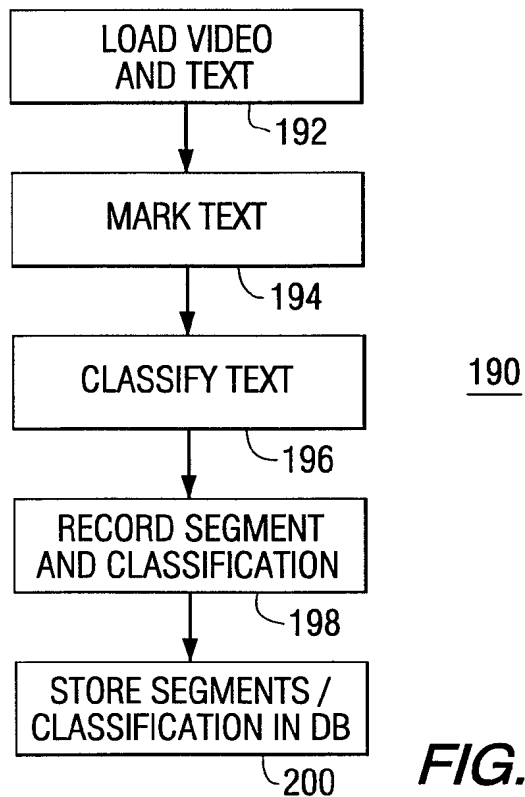 LOAD VIDEO
AND TEXT
192
MARK TEXT
194
CLASSIFY TEXT
190
196
RECORD SEGMENT
AND CLASSIFICATION
198
STORE SEGMENTS /
CLASSIFICATION IN DB
200
FIG.